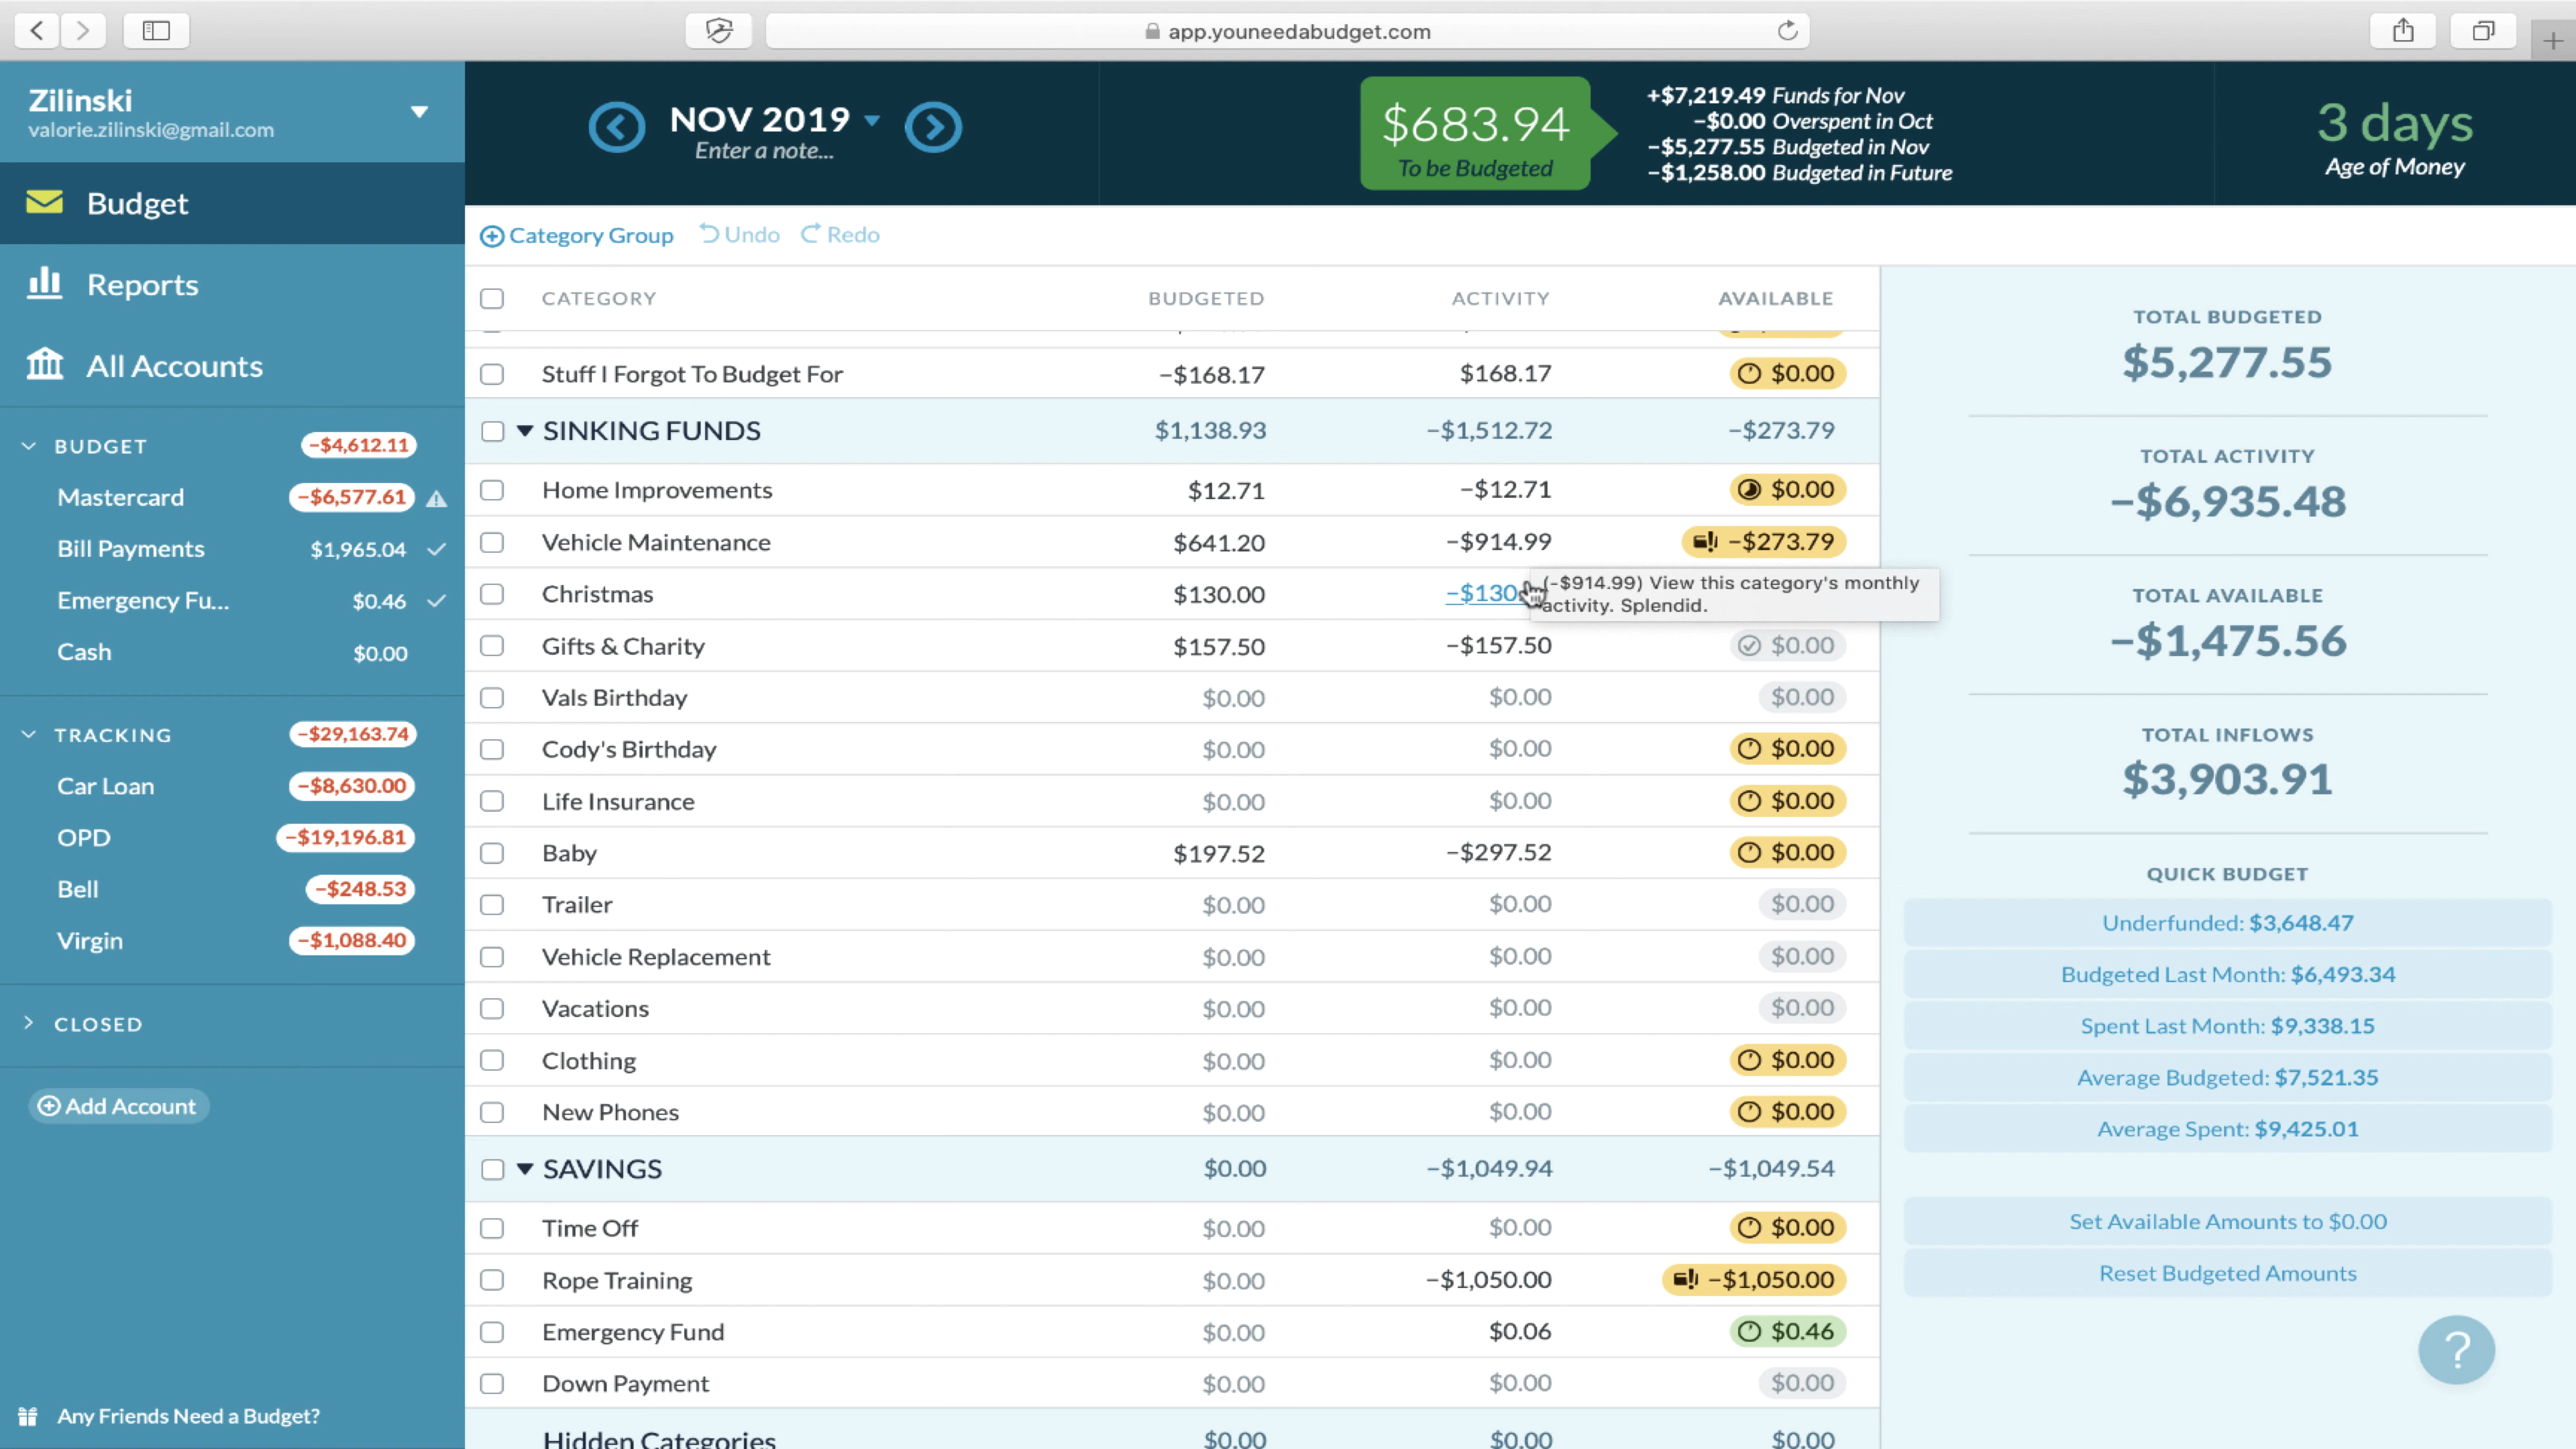 app.youneedabudget.com
Zilinski
valorie.zilinski@gmail.com
NOV 2019
Enter a note...
$683.94
To be Budgeted
+$7,219.49 Funds for Nov
−$0.00 Overspent in Oct
−$5,277.55 Budgeted in Nov
−$1,258.00 Budgeted in Future
3 days
Age of Money
Budget
Reports
All Accounts
BUDGET −$4,612.11
Mastercard −$6,577.61
Bill Payments $1,965.04
Emergency Fu... $0.46
Cash $0.00
TRACKING −$29,163.74
Car Loan −$8,630.00
OPD −$19,196.81
Bell −$248.53
Virgin −$1,088.40
CLOSED
Add Account
Any Friends Need a Budget?
Category Group Undo Redo
CATEGORY BUDGETED ACTIVITY AVAILABLE
Stuff I Forgot To Budget For −$168.17 $168.17 $0.00
SINKING FUNDS $1,138.93 −$1,512.72 −$273.79
Home Improvements $12.71 −$12.71 $0.00
Vehicle Maintenance $641.20 −$914.99 −$273.79
Christmas $130.00 −$130
(-$914.99) View this category's monthly
activity. Splendid.
Gifts & Charity $157.50 −$157.50 $0.00
Vals Birthday $0.00 $0.00 $0.00
Cody's Birthday $0.00 $0.00 $0.00
Life Insurance $0.00 $0.00 $0.00
Baby $197.52 −$297.52 $0.00
Trailer $0.00 $0.00 $0.00
Vehicle Replacement $0.00 $0.00 $0.00
Vacations $0.00 $0.00 $0.00
Clothing $0.00 $0.00 $0.00
New Phones $0.00 $0.00 $0.00
SAVINGS $0.00 −$1,049.94 −$1,049.54
Time Off $0.00 $0.00 $0.00
Rope Training $0.00 −$1,050.00 −$1,050.00
Emergency Fund $0.00 $0.06 $0.46
Down Payment $0.00 $0.00 $0.00
Hidden Categories $0.00 $0.00 $0.00
TOTAL BUDGETED
$5,277.55
TOTAL ACTIVITY
−$6,935.48
TOTAL AVAILABLE
−$1,475.56
TOTAL INFLOWS
$3,903.91
QUICK BUDGET
Underfunded: $3,648.47
Budgeted Last Month: $6,493.34
Spent Last Month: $9,338.15
Average Budgeted: $7,521.35
Average Spent: $9,425.01
Set Available Amounts to $0.00
Reset Budgeted Amounts
?